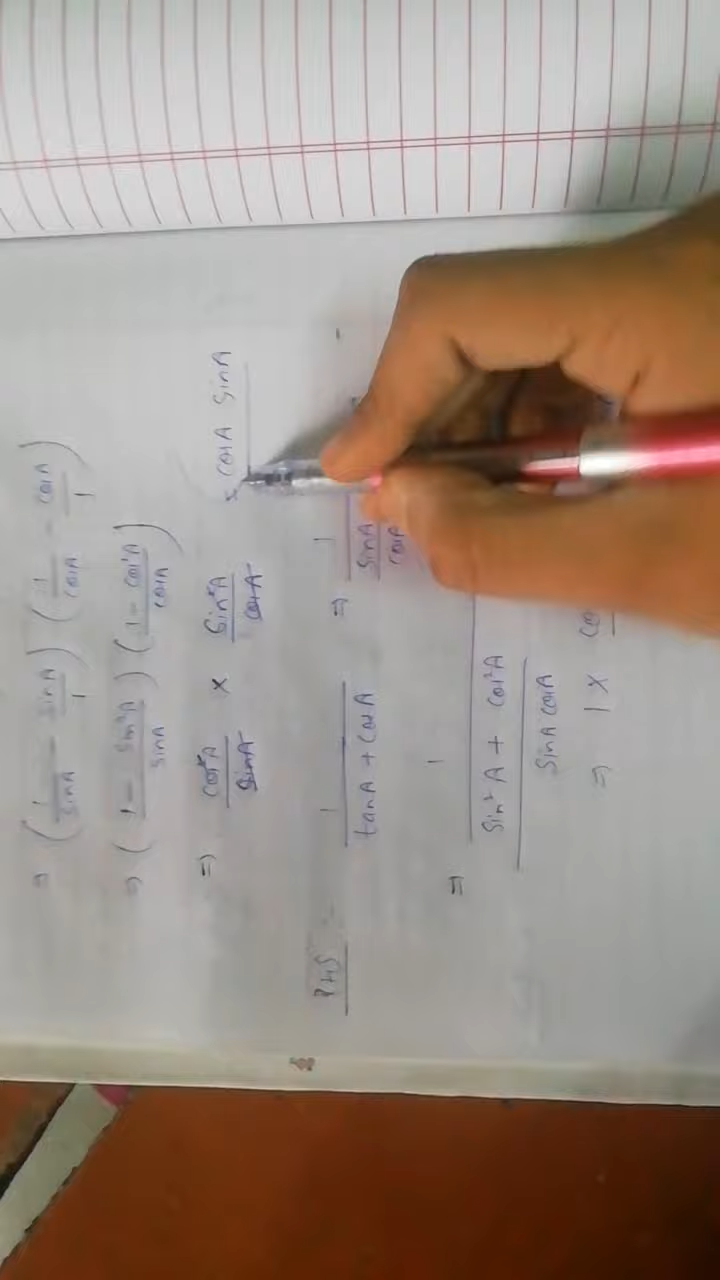 ⇒ (1/sinA - sinA/1) (1/cosA - cosA/1)
⇒ (1 - sin²A/sinA) (1 - cos²A/cosA)
⇒ cos²A/sinA × sin²A/cosA = cosA sinA
RHS 1/tanA + cotA ⇒ 1/sinA/cosA
⇒ 1/sin²A + cos²A/sinA cosA
⇒ 1 ×